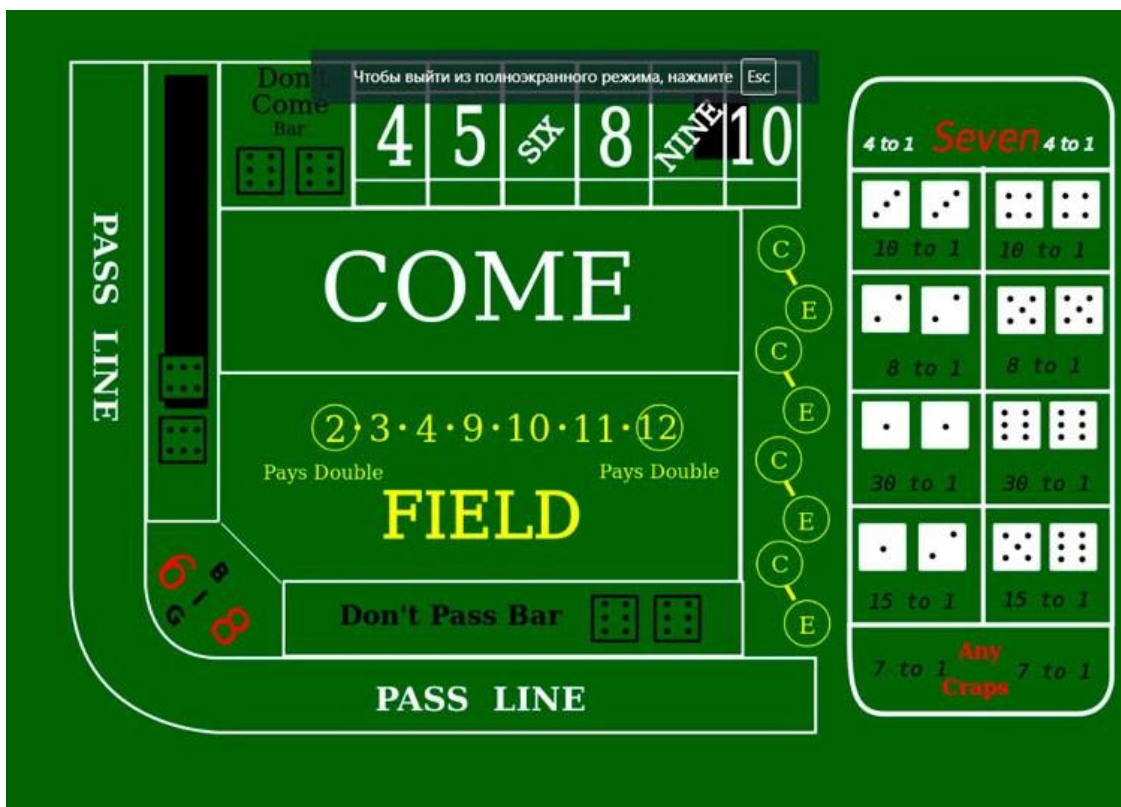 Чтобы выйти из полноэкранного режима, нажмите Esc
Don't
Come
Bar
4 5 SIX 8 NINE 10
PASS LINE
COME
C
E
C
E
C
E
C
E
2·3·4·9·10·11·12
Pays Double Pays Double
FIELD
6 8
BIG
Don't Pass Bar
PASS LINE
4 to 1 Seven 4 to 1
10 to 1 10 to 1
8 to 1 8 to 1
30 to 1 30 to 1
15 to 1 15 to 1
7 to 1 Any 7 to 1
Craps